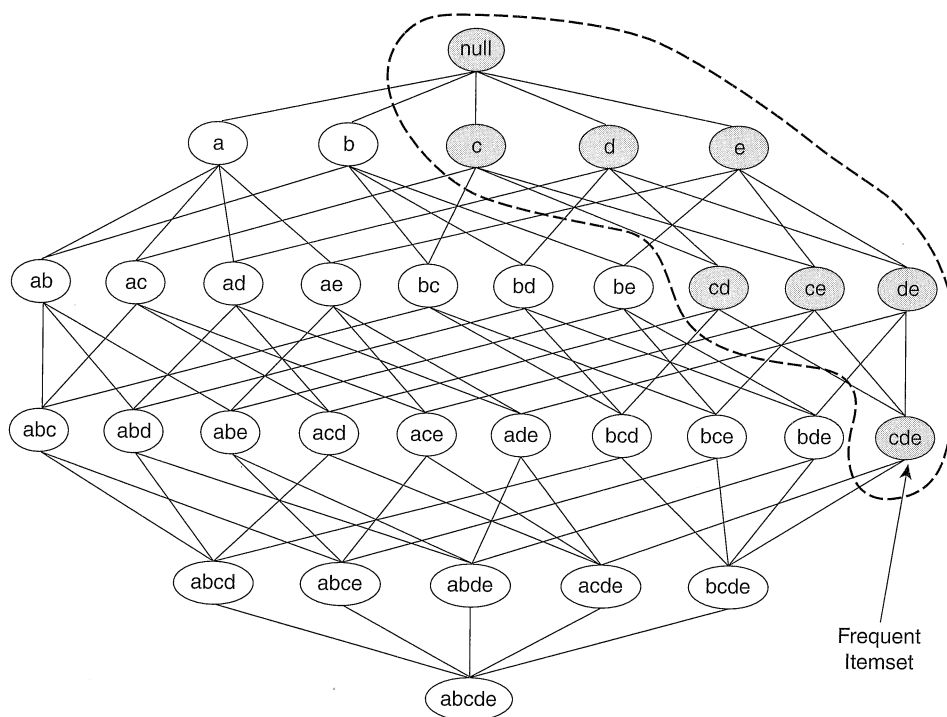 null
a b c d e
ab ac ad ae bc bd be cd ce de
abc abd abe acd ace ade bcd bce bde cde
abcd abce abde acde bcde
Frequent
Itemset
abcde